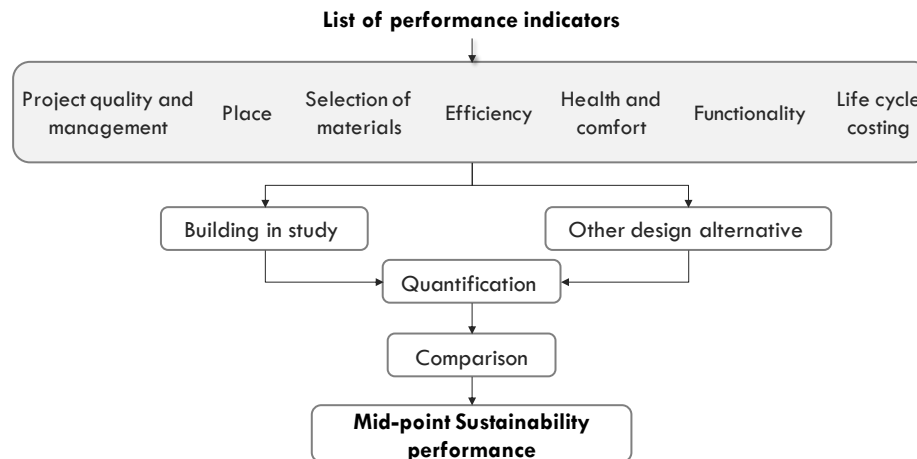 List of performance indicators
Project quality and
management
Place
Selection of
materials
Efficiency
Health and
comfort
Functionality
Life cycle
costing
Building in study
Other design alternative
Quantification
Comparison
Mid-point Sustainability
performance